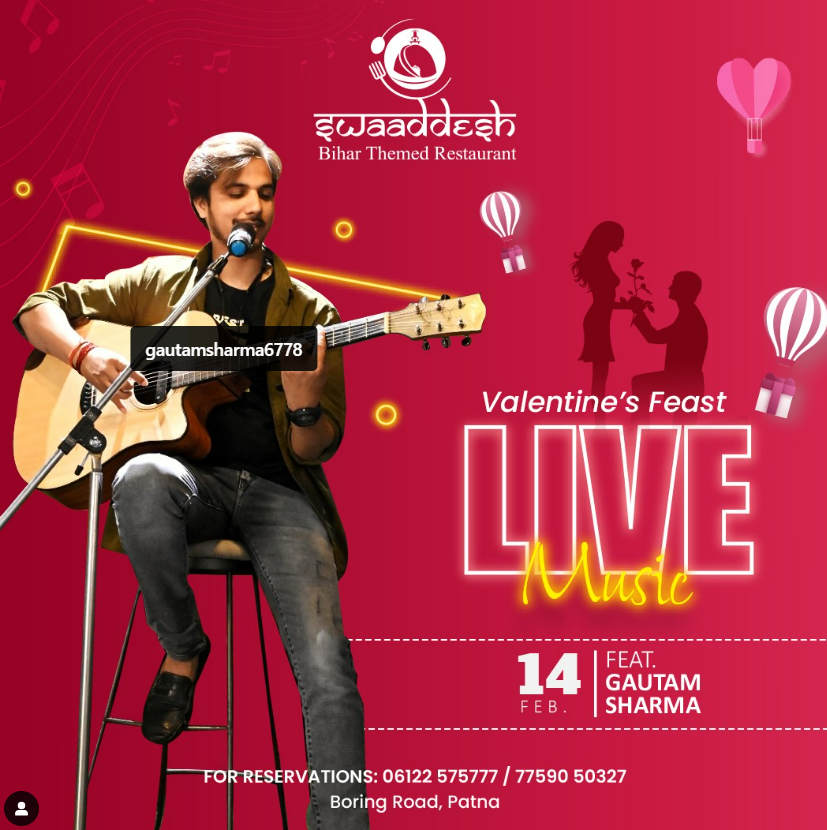 swaaddesh
Bihar Themed Restaurant
gautamsharma6778
Valentine's Feast
LIVE
Music
14
FEB.
FEAT.
GAUTAM
SHARMA
FOR RESERVATIONS: 06122 575777 / 77590 50327
Boring Road, Patna